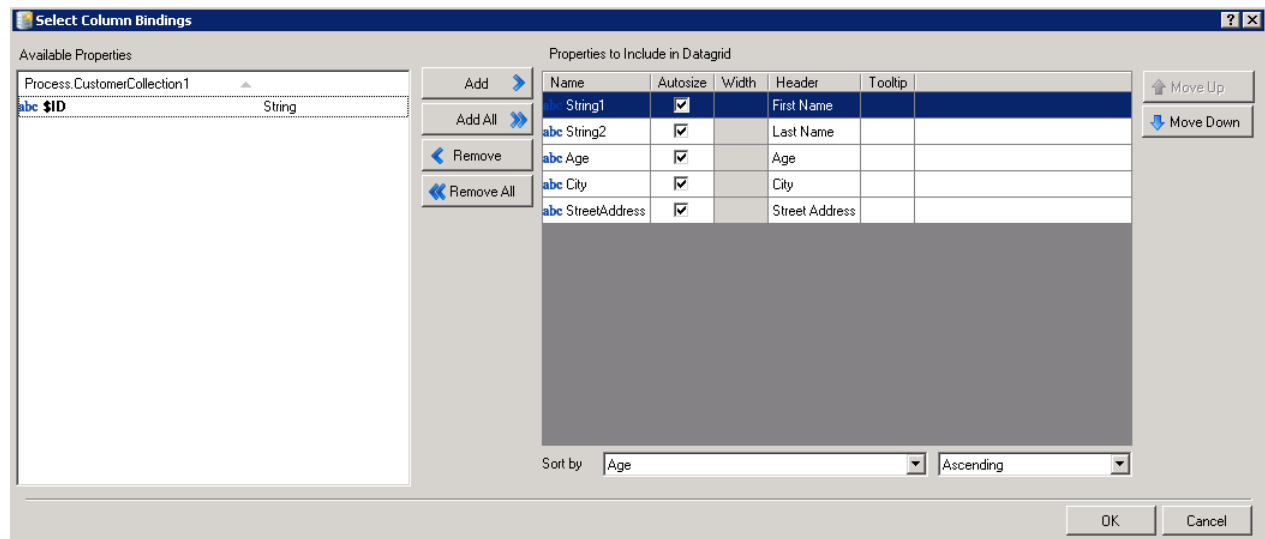 Select Column Bindings
Available Properties
Process.CustomerCollection1
abc $ID String
Add
Add All
Remove
Remove All
Properties to Include in Datagrid
Name Autosize Width Header Tooltip
abc String1 First Name
abc String2 Last Name
abc Age Age
abc City City
abc StreetAddress Street Address
Sort by Age Ascending
Move Up
Move Down
OK Cancel